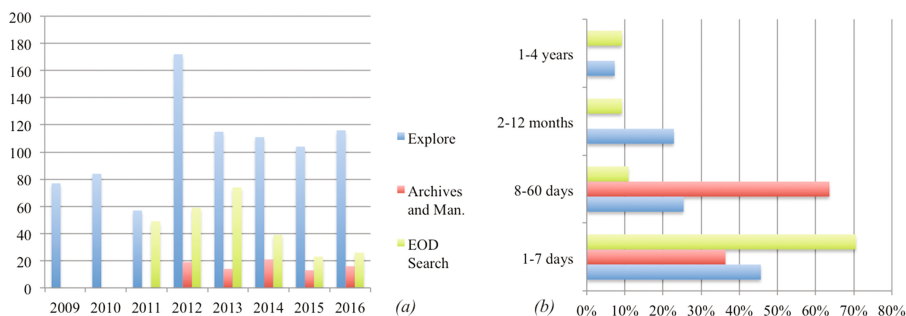 200
180
160
140
120
100
80
60
40
20
0
2009 2010 2011 2012 2013 2014 2015 2016
(a)
Explore
Archives
and Man.
EOD
Search
1-4 years
2-12 months
8-60 days
1-7 days
(b)
0% 10% 20% 30% 40% 50% 60% 70% 80%